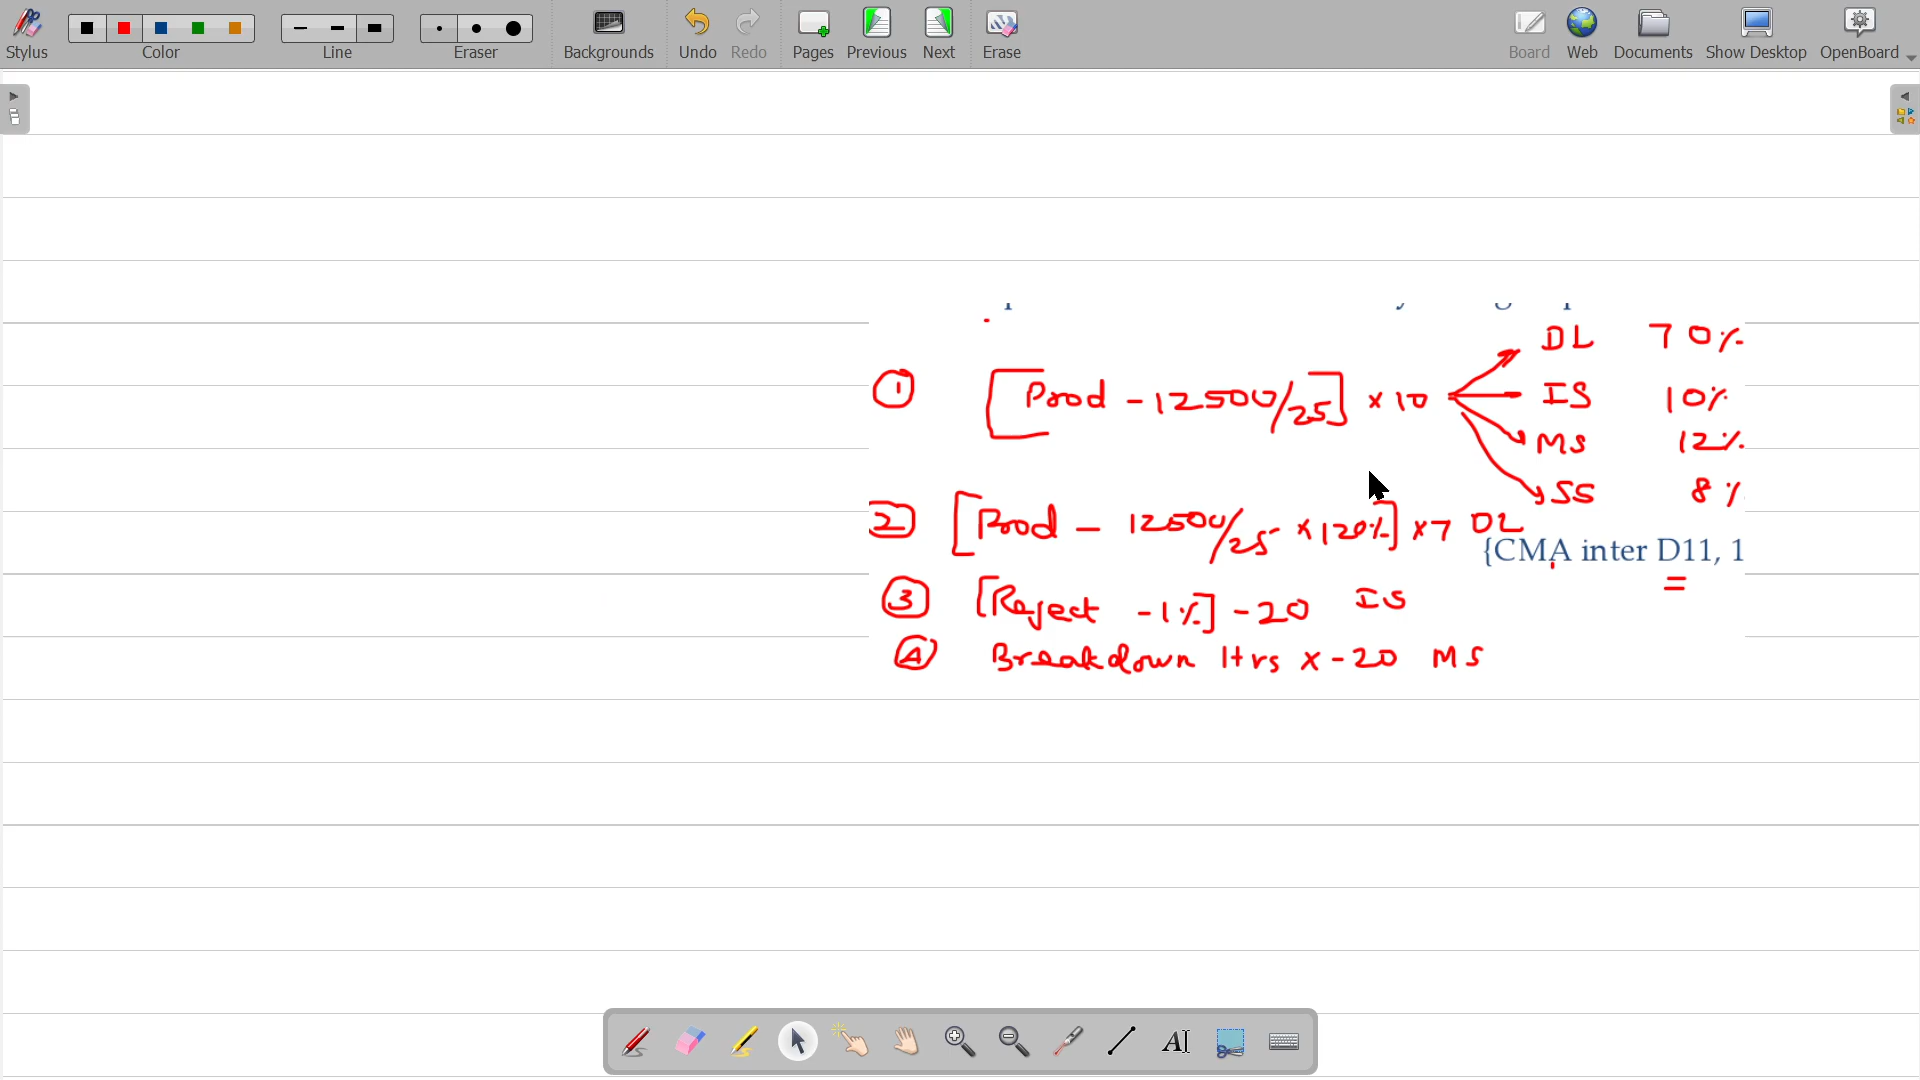 Stylus Color Line Eraser Backgrounds Undo Redo Pages Previous Next Erase Board Web Documents Show Desktop OpenBoard
① [Prod - 12500/25] × 10
DL 70%
IS 10%
MS 12%
SS 8%
② [Prod - 12500/25 × 120%] × 7 DL
{CMA inter D11, 1
=
③ [Reject - 1%] - 20 IS
④ Breakdown Hrs × - 20 MS